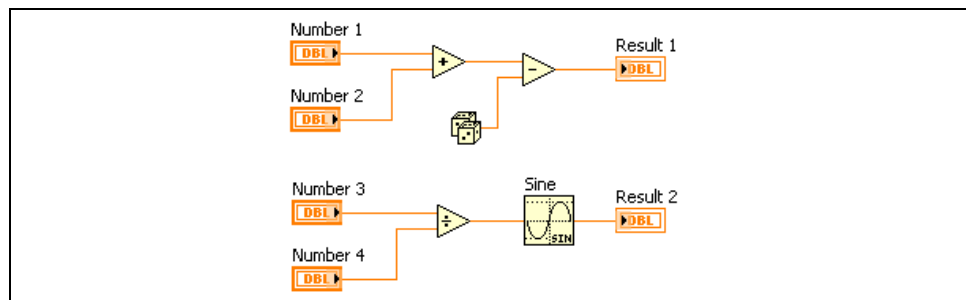 Number 1
DBL
Result 1
DBL
Number 2
DBL
Number 3
DBL
Sine
SIN
Result 2
DBL
Number 4
DBL